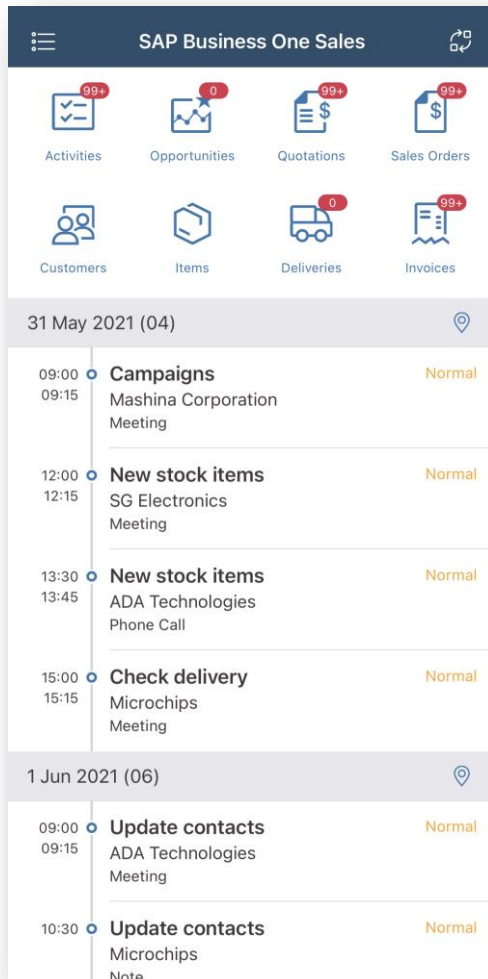 SAP Business One Sales
99+ 0 99+ 99+
$ $
Activities Opportunities Quotations Sales Orders
0 99+
Customers Items Deliveries Invoices
31 May 2021 (04)
09:00 Campaigns Normal
09:15 Mashina Corporation
Meeting
12:00 New stock items Normal
12:15 SG Electronics
Meeting
13:30 New stock items Normal
13:45 ADA Technologies
Phone Call
15:00 Check delivery Normal
15:15 Microchips
Meeting
1 Jun 2021 (06)
09:00 Update contacts Normal
09:15 ADA Technologies
Meeting
10:30 Update contacts Normal
Microchips
Note